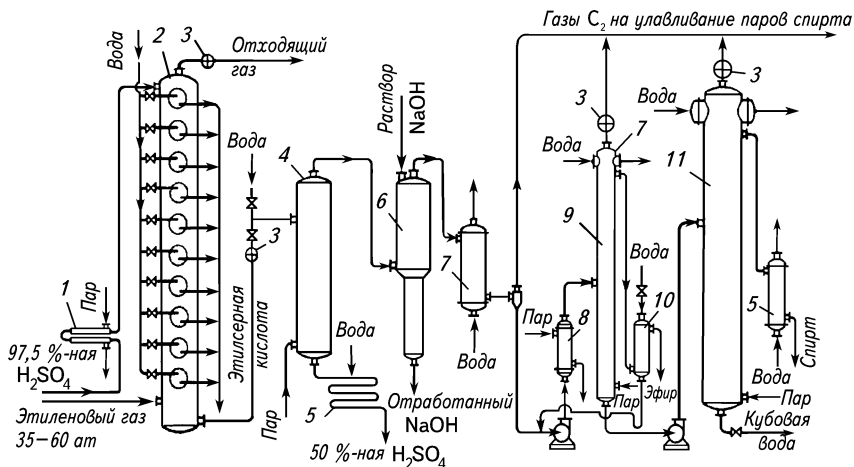 Газы C₂ на улавливание паров спирта
Вода
2
3
Отходящий
газ
Вода
4
Раствор
NaOH
6
7
3
Вода
7
9
3
Вода
11
3
1
Пар
97,5 %-ная
H₂SO₄
Этиленовый газ
35–60 ат
Этилсерная
кислота
Пар
Вода
5
50 %-ная H₂SO₄
Отработанный
NaOH
Вода
Пар
8
Вода
10
Эфир
Пар
5
Вода
Спирт
Пар
Кубовая
вода